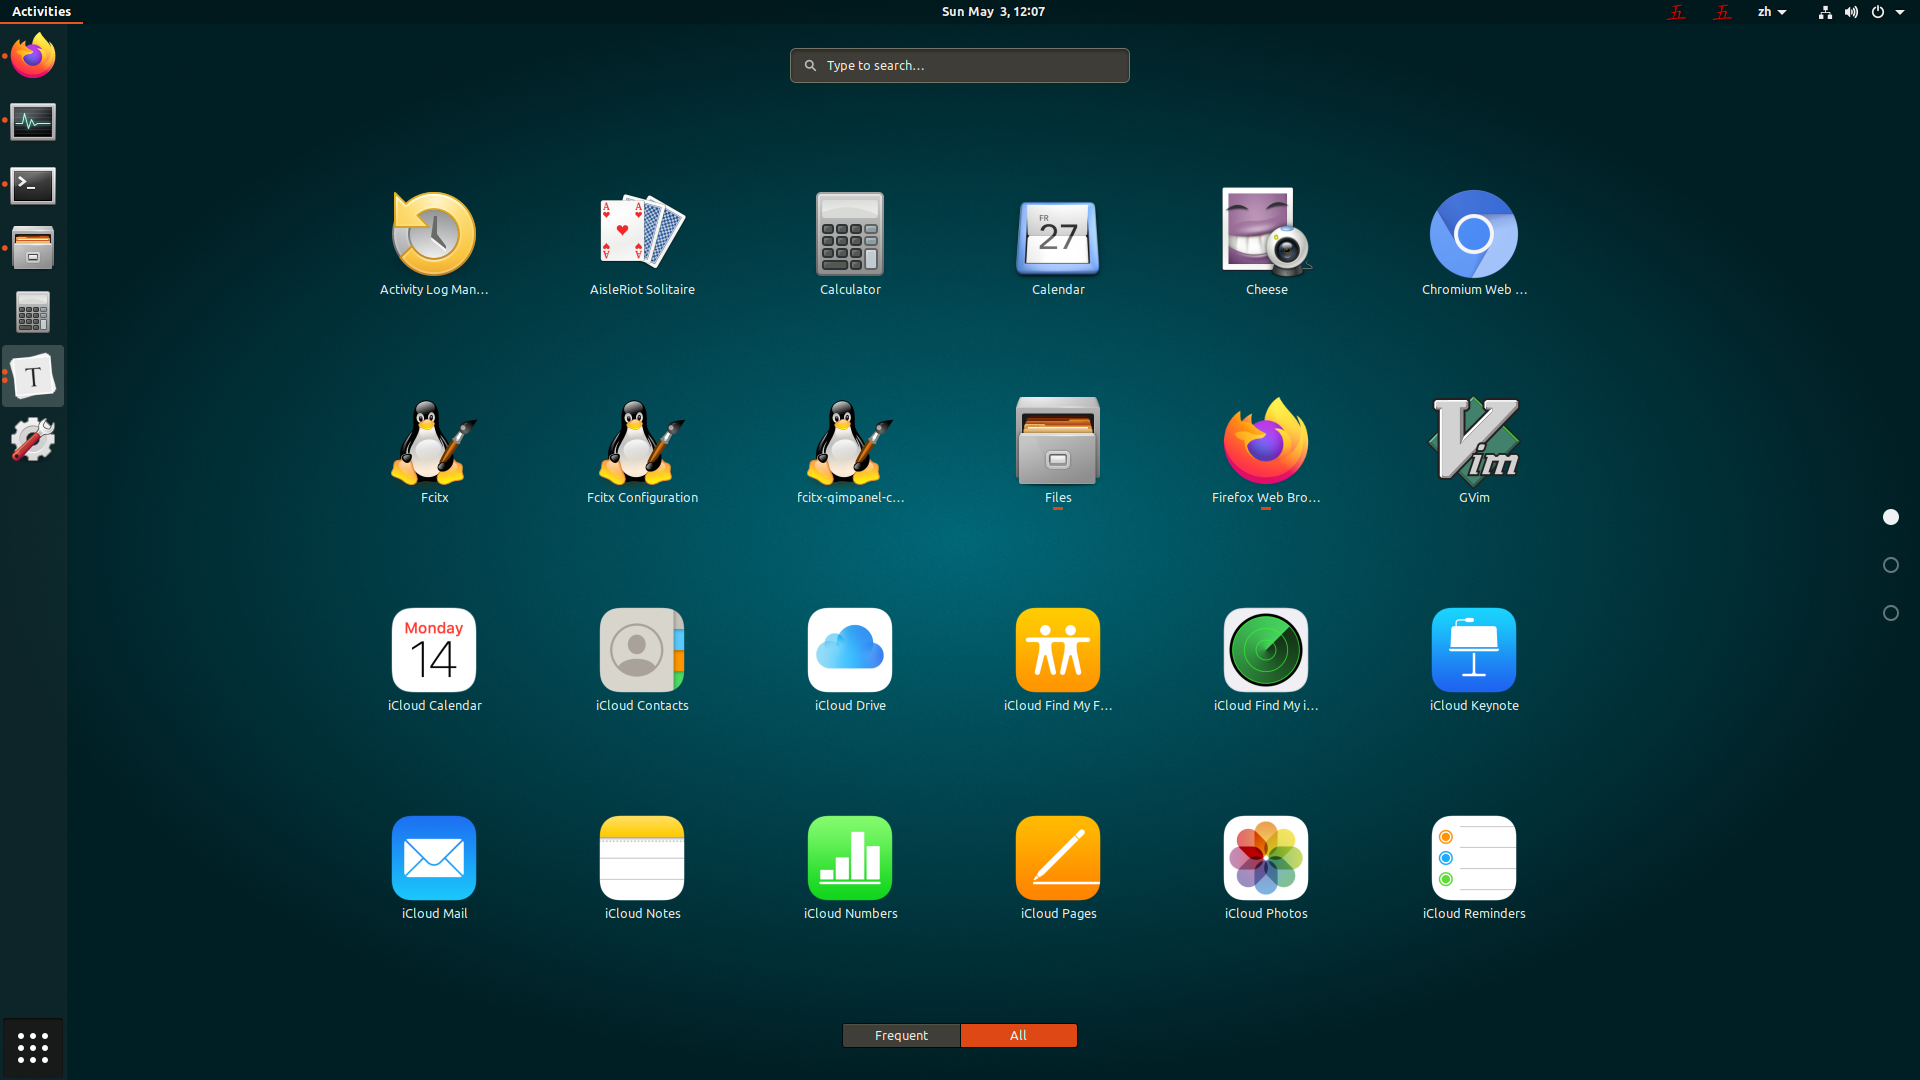 Activities
Sun May 3, 12:07
五
五
zh
Type to search...
Activity Log Man...
AisleRiot Solitaire
Calculator
FR
27
Calendar
Cheese
Chromium Web ...
Fcitx
Fcitx Configuration
fcitx-qimpanel-c...
Files
Firefox Web Bro...
Vim
GVim
T
Monday
14
iCloud Calendar
iCloud Contacts
iCloud Drive
iCloud Find My F...
iCloud Find My i...
iCloud Keynote
iCloud Mail
iCloud Notes
iCloud Numbers
iCloud Pages
iCloud Photos
iCloud Reminders
Frequent
All